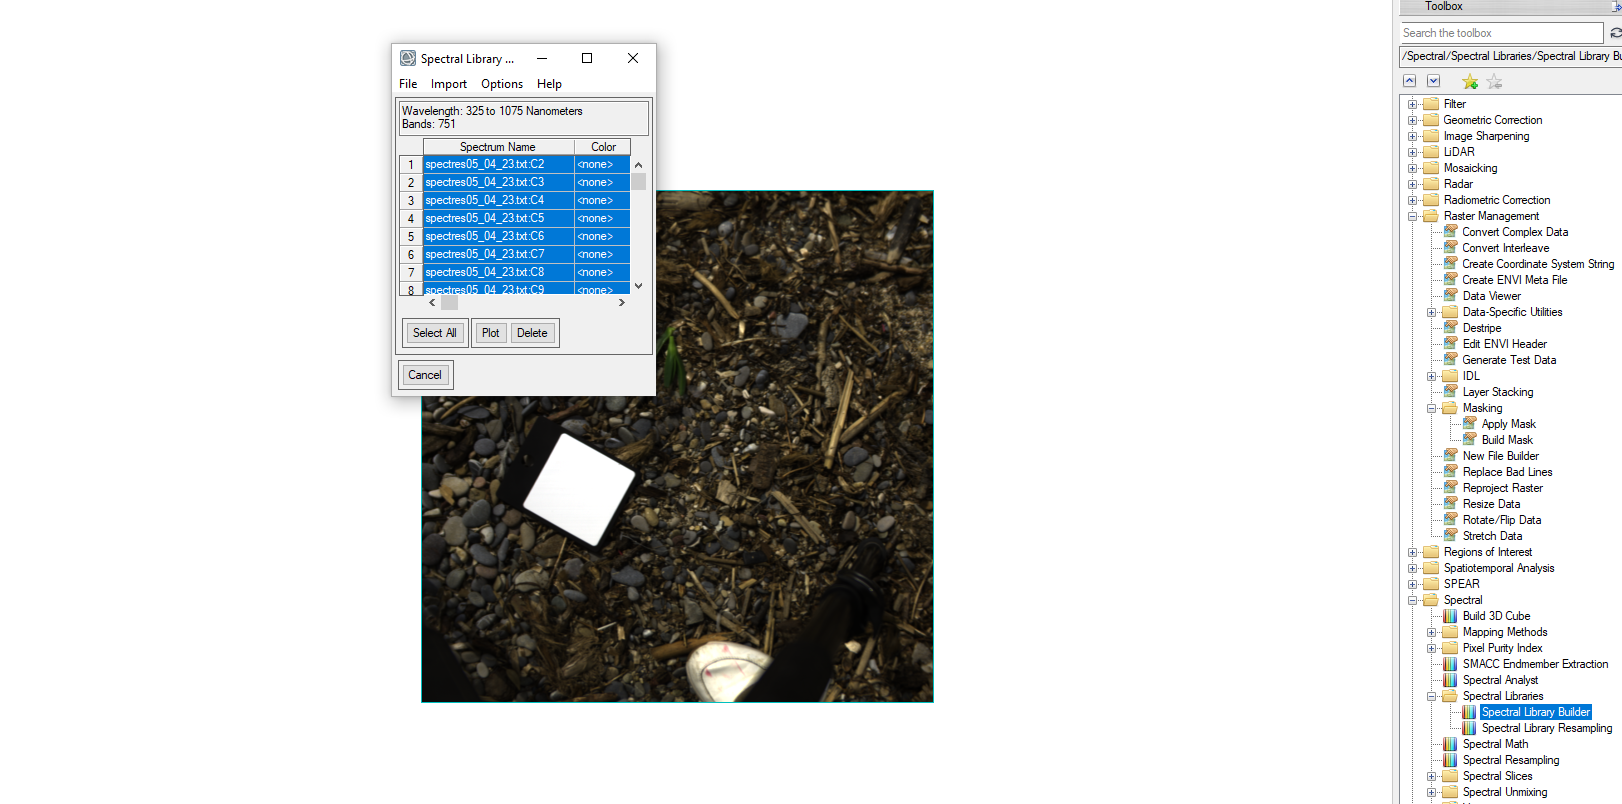 Toolbox
Search the toolbox
/Spectral/Spectral Libraries/Spectral Library Bu
Spectral Library ...
File Import Options Help
Wavelength: 325 to 1075 Nanometers
Bands: 751
Spectrum Name Color
1 spectres05_04_23.txt:C2 <none>
2 spectres05_04_23.txt:C3 <none>
3 spectres05_04_23.txt:C4 <none>
4 spectres05_04_23.txt:C5 <none>
5 spectres05_04_23.txt:C6 <none>
6 spectres05_04_23.txt:C7 <none>
7 spectres05_04_23.txt:C8 <none>
8 spectres05_04_23.txt:C9 <none>
Select All Plot Delete
Cancel
Filter
Geometric Correction
Image Sharpening
LiDAR
Mosaicking
Radar
Radiometric Correction
Raster Management
Convert Complex Data
Convert Interleave
Create Coordinate System String
Create ENVI Meta File
Data Viewer
Data-Specific Utilities
Destripe
Edit ENVI Header
Generate Test Data
IDL
Layer Stacking
Masking
Apply Mask
Build Mask
New File Builder
Replace Bad Lines
Reproject Raster
Resize Data
Rotate/Flip Data
Stretch Data
Regions of Interest
Spatiotemporal Analysis
SPEAR
Spectral
Build 3D Cube
Mapping Methods
Pixel Purity Index
SMACC Endmember Extraction
Spectral Analyst
Spectral Libraries
Spectral Library Builder
Spectral Library Resampling
Spectral Math
Spectral Resampling
Spectral Slices
Spectral Unmixing